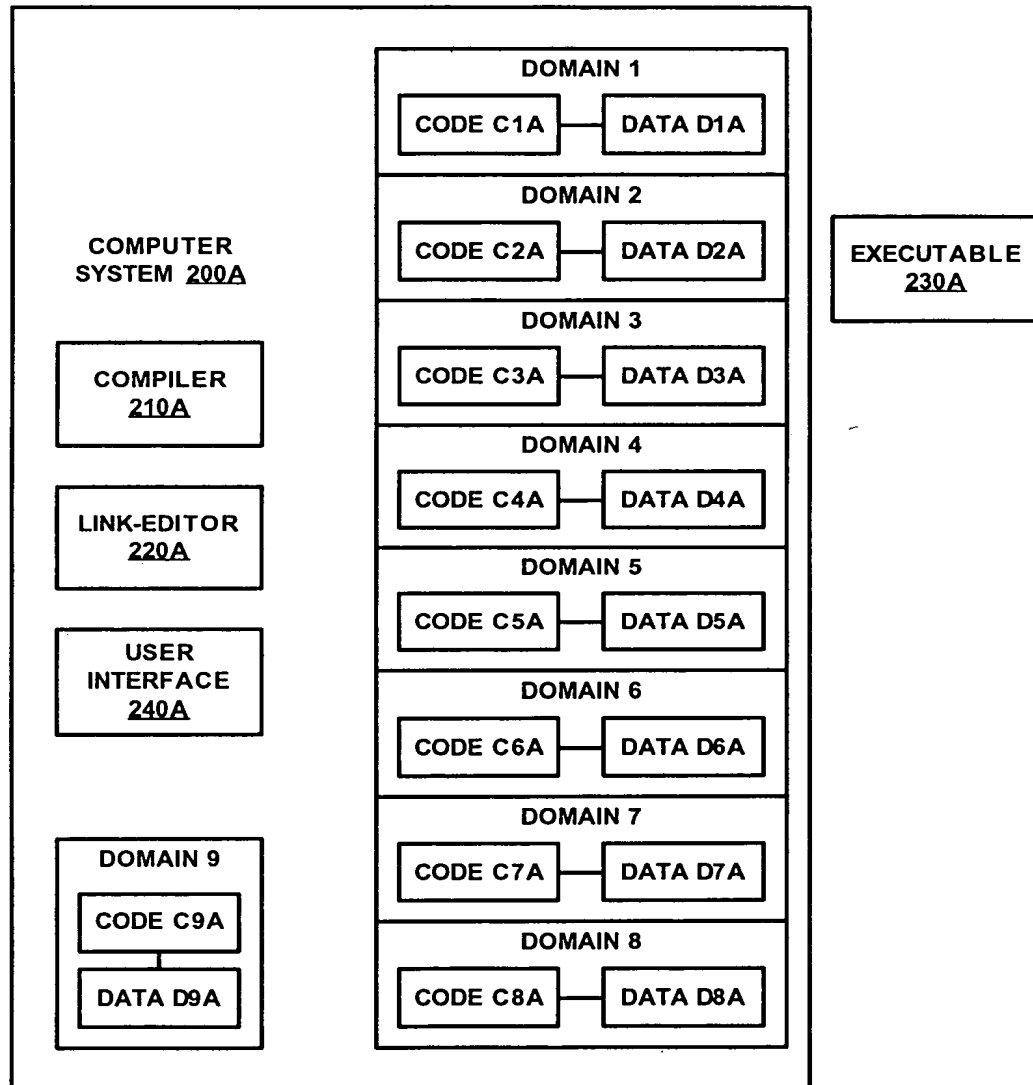 COMPUTER
SYSTEM 200A
COMPILER
210A
LINK-EDITOR
220A
USER
INTERFACE
240A
DOMAIN 9
CODE C9A
DATA D9A
DOMAIN 1
CODE C1A
DATA D1A
DOMAIN 2
CODE C2A
DATA D2A
DOMAIN 3
CODE C3A
DATA D3A
DOMAIN 4
CODE C4A
DATA D4A
DOMAIN 5
CODE C5A
DATA D5A
DOMAIN 6
CODE C6A
DATA D6A
DOMAIN 7
CODE C7A
DATA D7A
DOMAIN 8
CODE C8A
DATA D8A
EXECUTABLE
230A